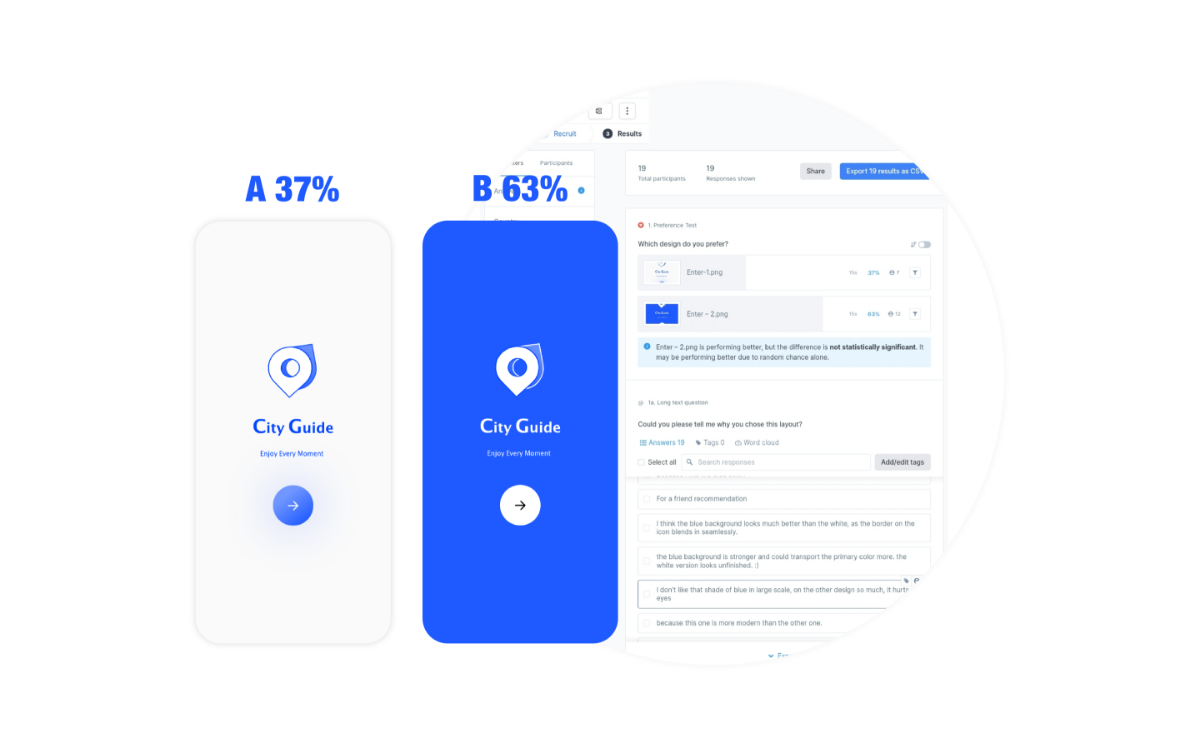 A 37%
City Guide
Enjoy Every Moment
B 63%
City Guide
Enjoy Every Moment
Recruit
3 Results
Participants
19
Total participants
19
Responses shown
Share
Export 19 results as CS
1. Preference Test
Which design do you prefer?
Enter-1.png
37%
7
Enter – 2.png
63%
12
Enter – 2.png is performing better, but the difference is not statistically significant. It
may be performing better due to random chance alone.
1a. Long text question
Could you please tell me why you chose this layout?
Answers 19
Tags 0
Word cloud
Select all
Search responses
Add/edit tags
For a friend recommendation
I think the blue background looks much better than the white, as the border on the
icon blends in seamlessly.
the blue background is stronger and could transport the primary color more. the
white version looks unfinished. :)
I don't like that shade of blue in large scale, on the other design so much, it hurts
eyes
because this one is more modern than the other one.